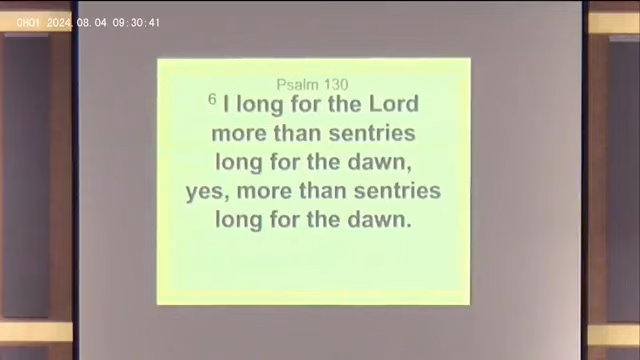 CH01 2024.08.04 09:30:41
Psalm 130
6 I long for the Lord
more than sentries
long for the dawn,
yes, more than sentries
long for the dawn.